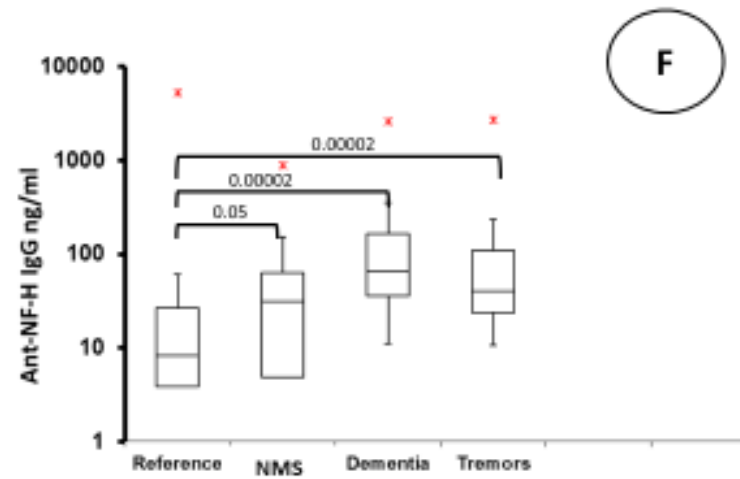 F
10000
0.00002
1000
0.00002
0.05
100
10
1
Ant-NF-H IgG ng/ml
Reference NMS Dementia Tremors